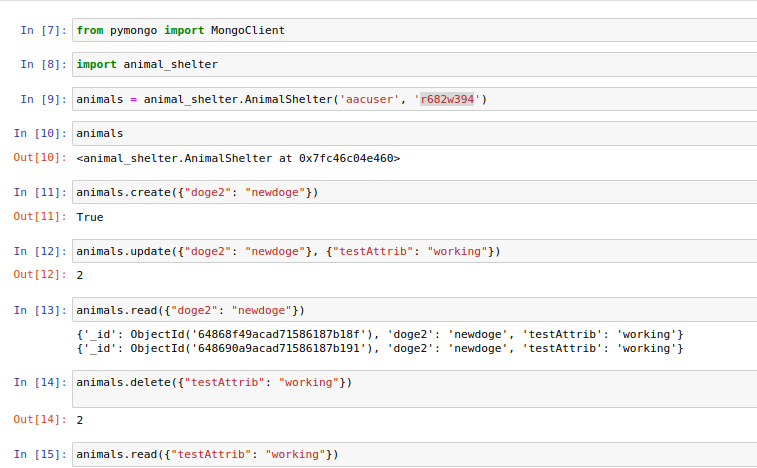 In [7]: from pymongo import MongoClient
In [8]: import animal_shelter
In [9]: animals = animal_shelter.AnimalShelter('aacuser', 'r682w394')
In [10]: animals
Out[10]: <animal_shelter.AnimalShelter at 0x7fc46c04e460>
In [11]: animals.create({"doge2": "newdoge"})
Out[11]: True
In [12]: animals.update({"doge2": "newdoge"}, {"testAttrib": "working"})
Out[12]: 2
In [13]: animals.read({"doge2": "newdoge"})
{'_id': ObjectId('64868f49acad71586187b18f'), 'doge2': 'newdoge', 'testAttrib': 'working'}
{'_id': ObjectId('648690a9acad71586187b191'), 'doge2': 'newdoge', 'testAttrib': 'working'}
In [14]: animals.delete({"testAttrib": "working"})
Out[14]: 2
In [15]: animals.read({"testAttrib": "working"})